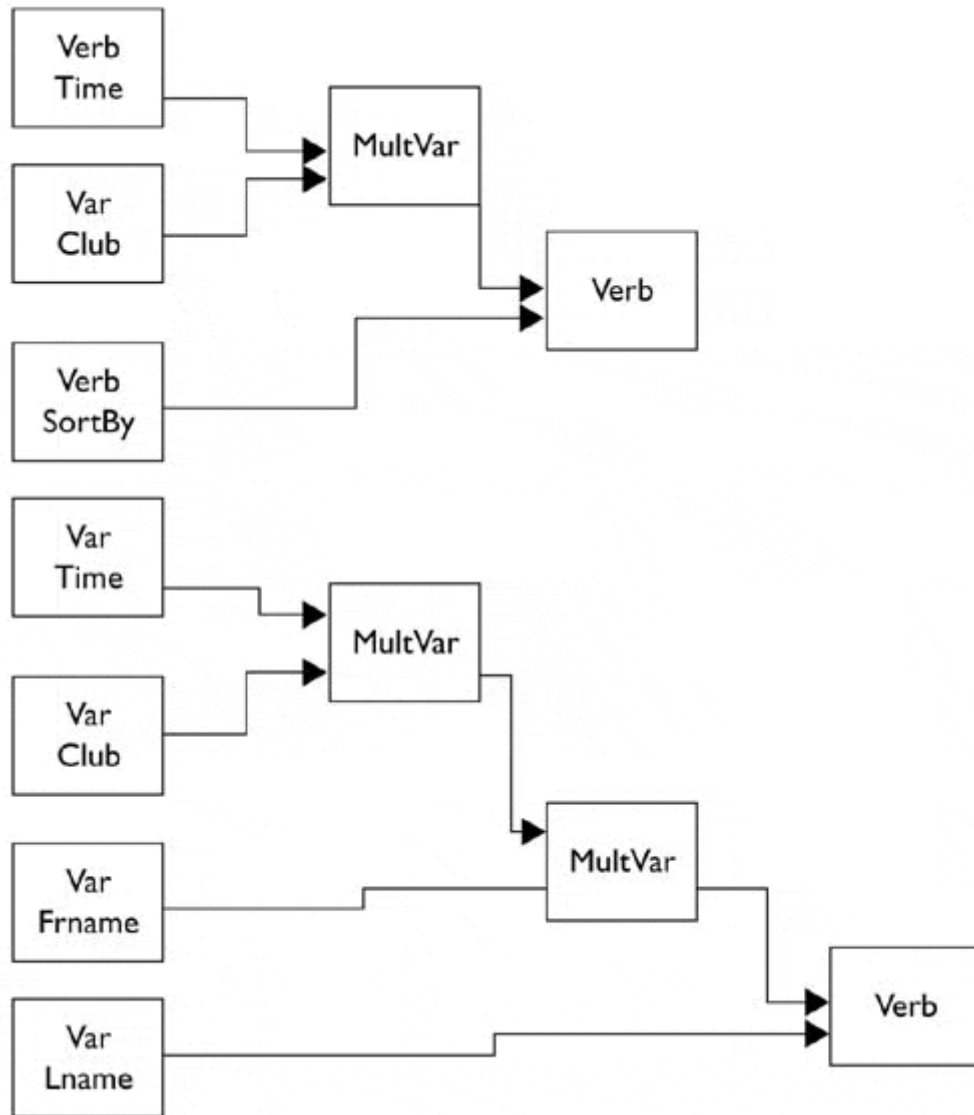 Verb
Time
MultVar
Var
Club
Verb
Verb
SortBy
Var
Time
MultVar
Var
Club
MultVar
Var
Frname
Verb
Var
Lname